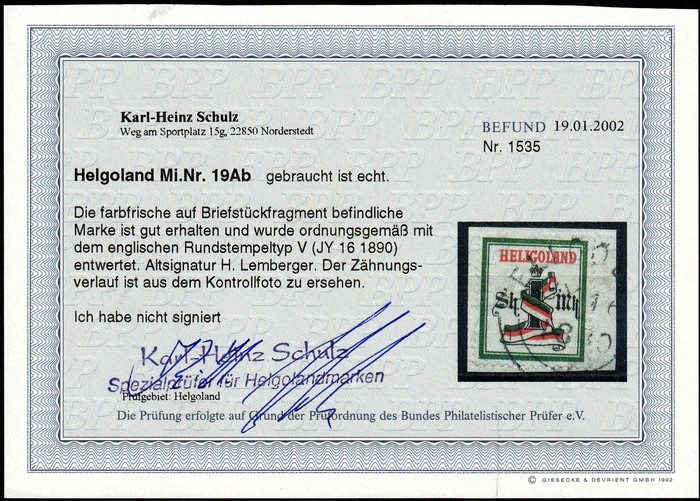 Karl-Heinz Schulz
Weg am Sportplatz 15g, 22850 Norderstedt
BEFUND 19.01.2002
Nr. 1535
Helgoland Mi.Nr. 19Ab gebraucht ist echt.
Die farbfrische auf Briefstückfragment befindliche
Marke ist gut erhalten und wurde ordnungsgemäß mit
dem englischen Rundstempeltyp V (JY 16 1890)
entwertet. Altsignatur H. Lemberger. Der Zähnungs-
verlauf ist aus dem Kontrollfoto zu ersehen.
Ich habe nicht signiert
HELIGOLAND
Sh 1 Mk
Karl-Heinz Schulz
Spezialprüfer für Helgolandmarken
Prüfgebiet: Helgoland
Die Prüfung erfolgte auf Grund der Prüfordnung des Bundes Philatelistischer Prüfer e.V.
© GIESECKE & DEVRIENT GMBH 1992